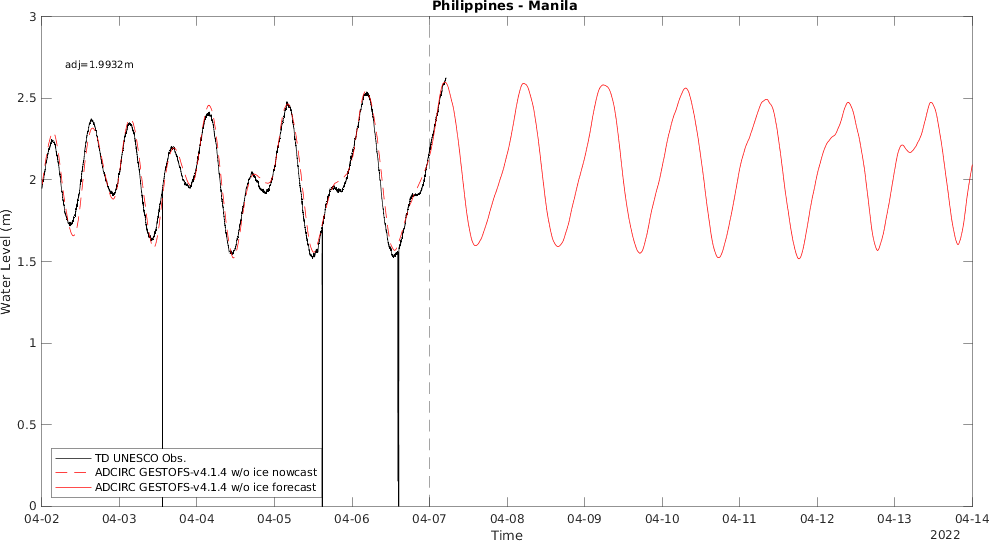 Philippines - Manila
adj=1.9932m
Water Level (m)
3
2.5
2
1.5
1
0.5
0
TD UNESCO Obs.
ADCIRC GESTOFS-v4.1.4 w/o ice nowcast
ADCIRC GESTOFS-v4.1.4 w/o ice forecast
04-02 04-03 04-04 04-05 04-06 04-07 04-08 04-09 04-10 04-11 04-12 04-13 04-14
Time
2022